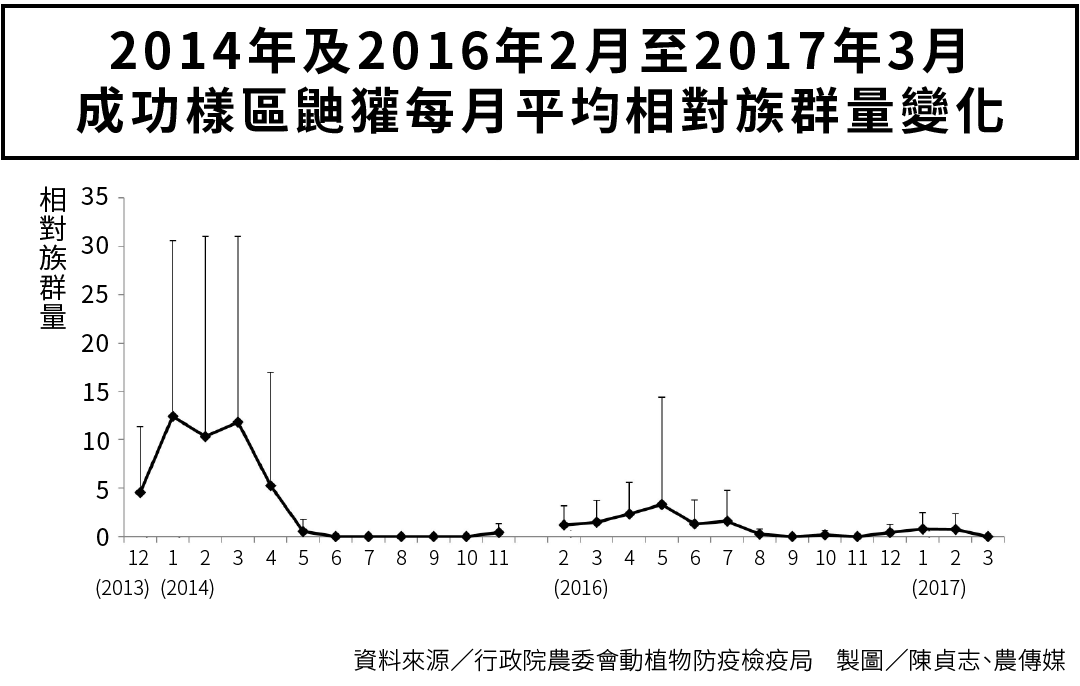 2014年及2016年2月至2017年3月
成功樣區鼬獾每月平均相對族群量變化
相對族群量
35
30
25
20
15
10
5
0
12 1 2 3 4 5 6 7 8 9 10 11 2 3 4 5 6 7 8 9 10 11 12 1 2 3
(2013) (2014) (2016) (2017)
資料來源／行政院農委會動植物防疫檢疫局 製圖／陳貞志、農傳媒